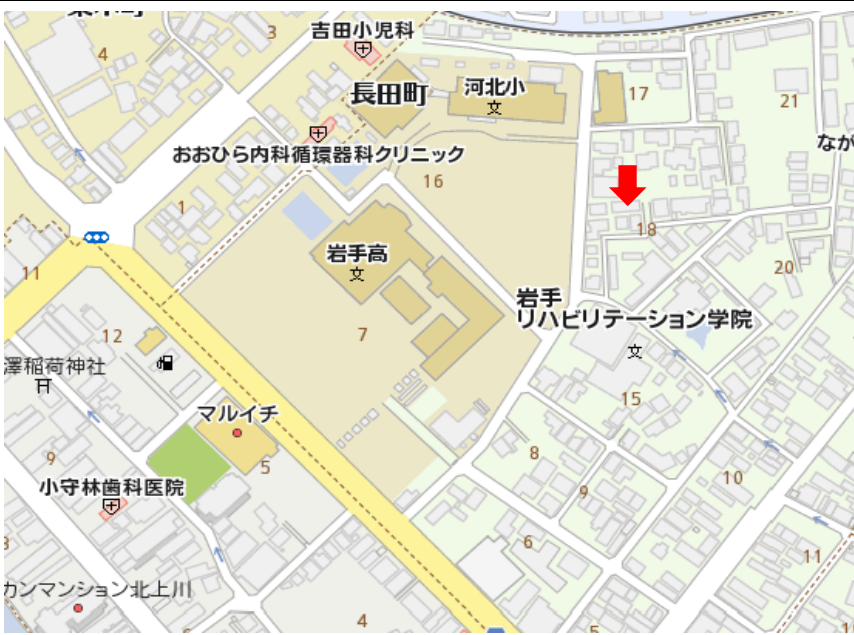 3
吉田小児科
4
長田町
河北小
文
17
21
なが
おおひら内科循環器科クリニック
16
1
18
岩手高
文
11
20
岩手
リハビリテーション学院
12
7
澤稲荷神社
文
15
マルイチ
9
5
8
小守林歯科医院
10
9
6
11
カンマンション北上川
4
5